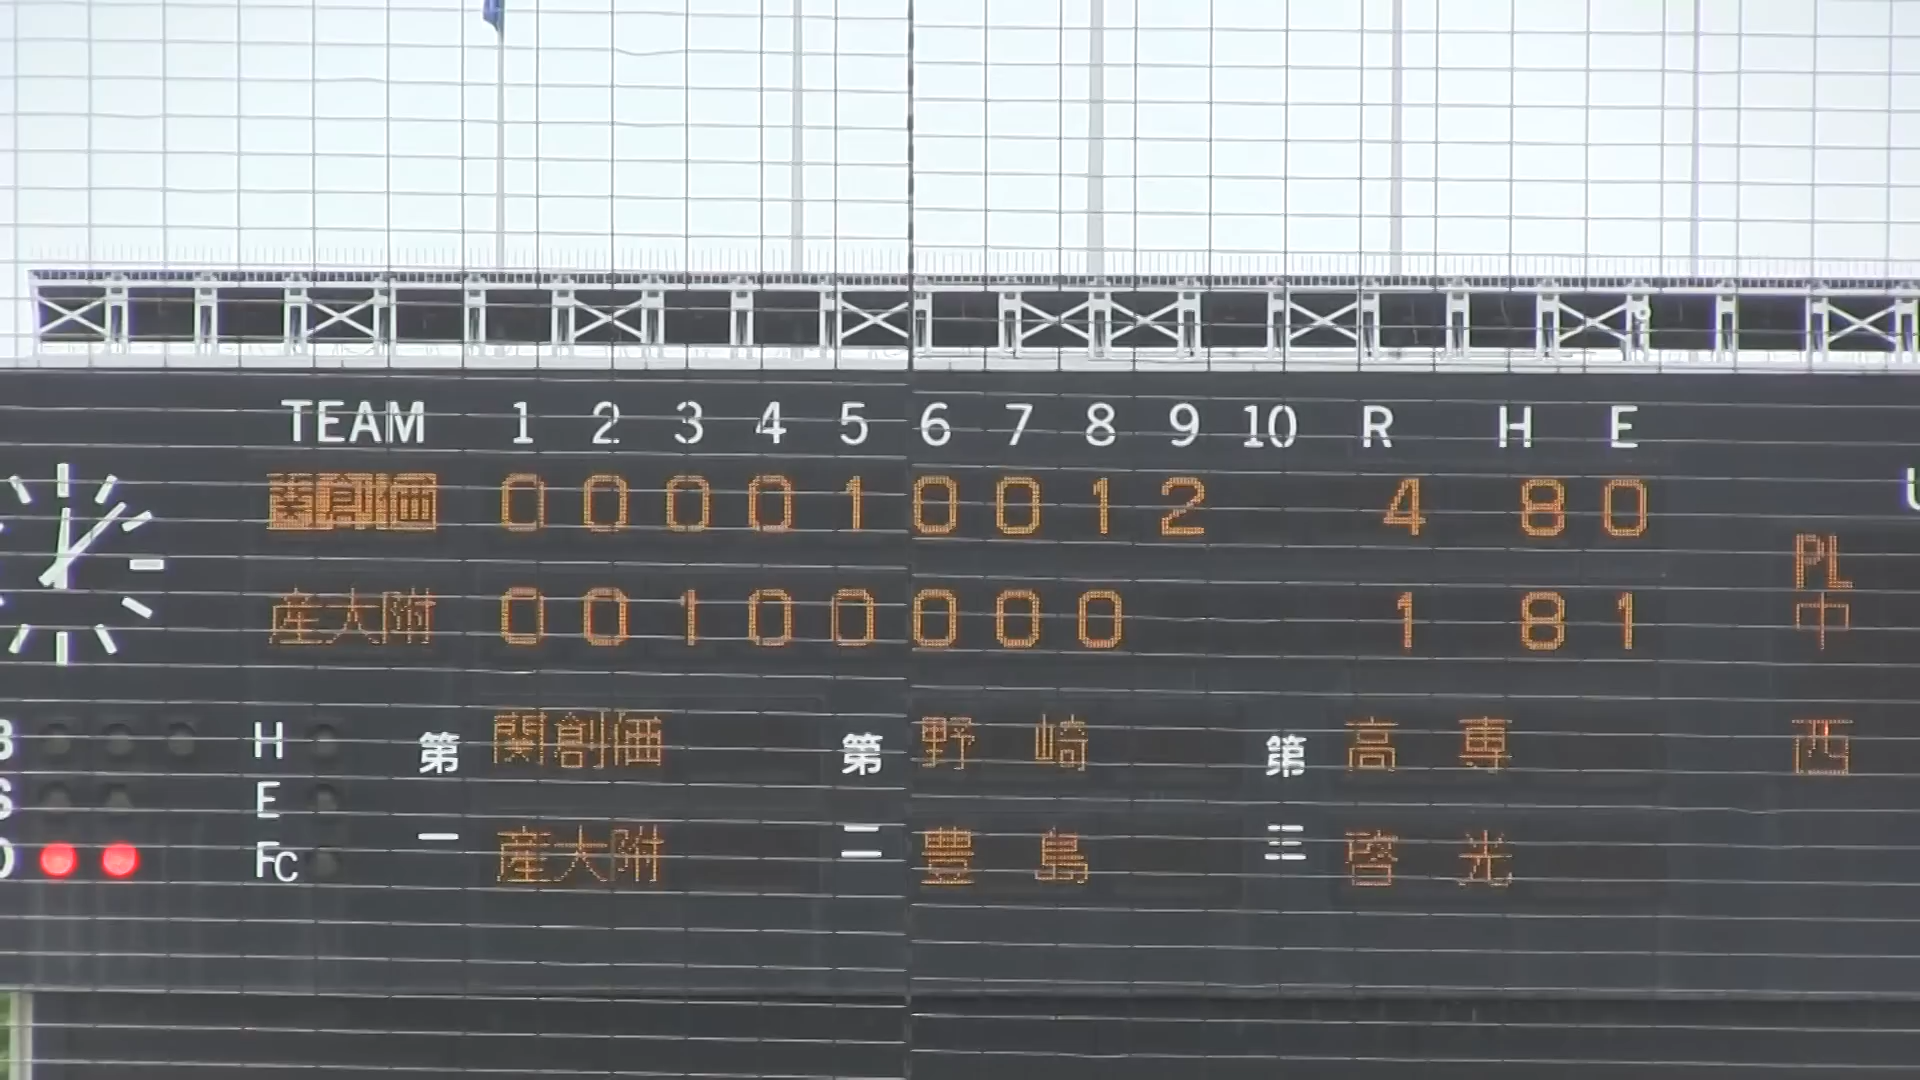 TEAM 1 2 3 4 5 6 7 8 9 10 R H E
関創価 0 0 0 0 1 0 0 1 2 4 8 0
産大附 0 0 1 0 0 0 0 0 1 8 1
PL
中
H 第 関創価 第 野崎 第 高専 西
E
FC 一 産大附 二 豊島 三 啓光